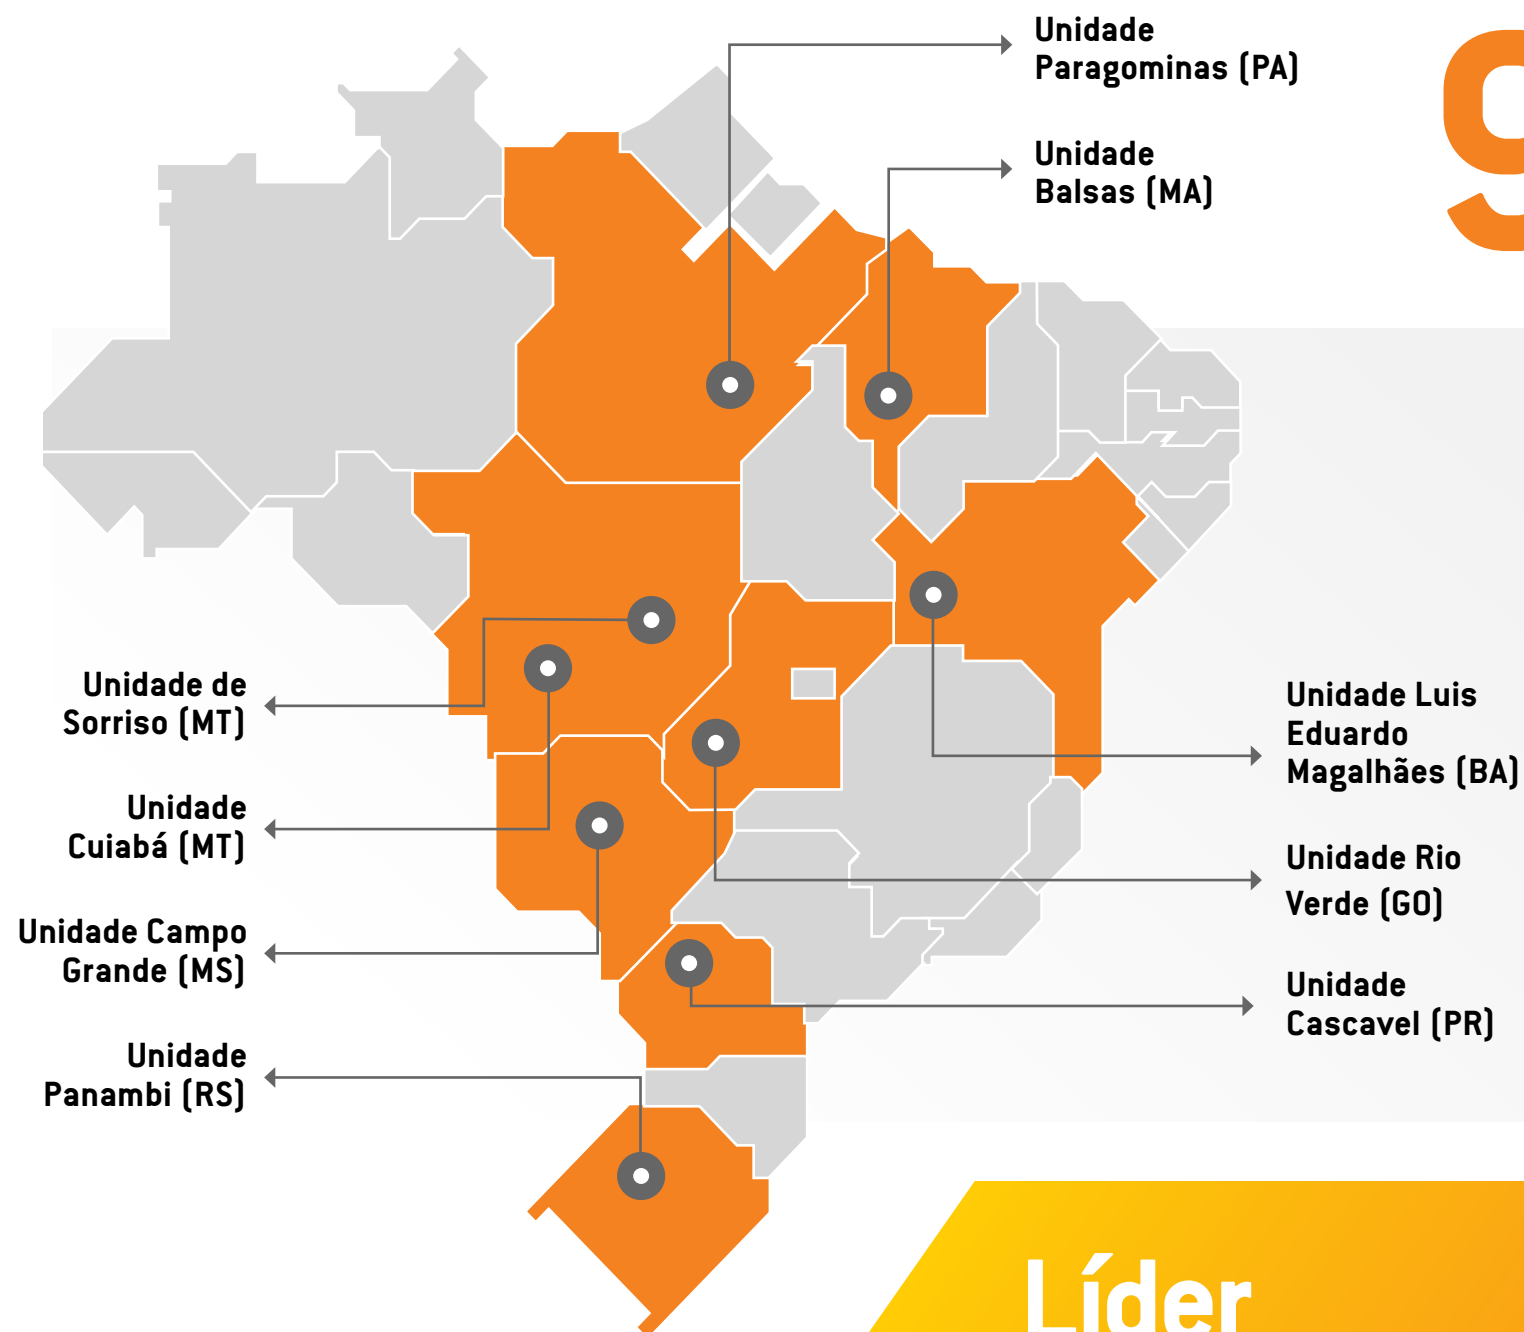 Unidade
Paragominas (PA)
9
Unidade
Balsas (MA)
Unidade de
Sorriso (MT)
Unidade
Cuiabá (MT)
Unidade Campo
Grande (MS)
Unidade
Panambi (RS)
Unidade Luis
Eduardo
Magalhães (BA)
Unidade Rio
Verde (GO)
Unidade
Cascavel (PR)
Líder